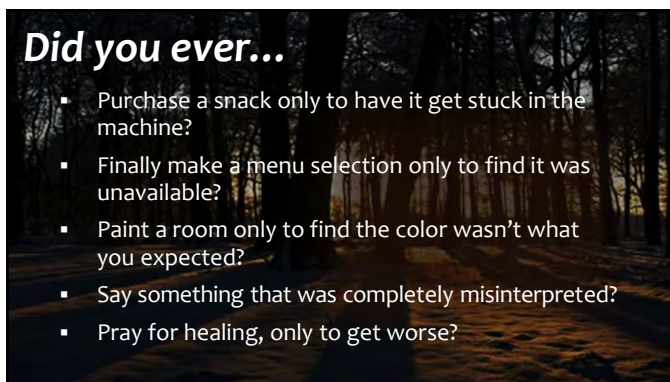 Did you ever…
▪ Purchase a snack only to have it get stuck in the
machine?
▪ Finally make a menu selection only to find it was
unavailable?
▪ Paint a room only to find the color wasn’t what
you expected?
▪ Say something that was completely misinterpreted?
▪ Pray for healing, only to get worse?